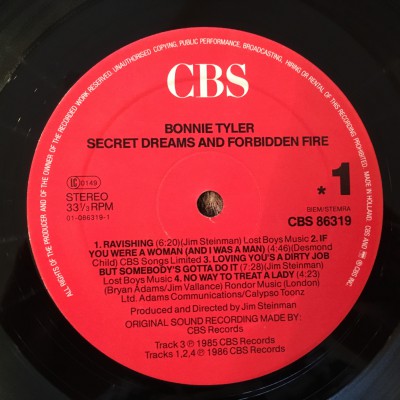 ALL RIGHTS OF THE PRODUCER AND OF THE OWNER OF THE RECORDED WORK RESERVED. UNAUTHORISED COPYING, PUBLIC PERFORMANCE, BROADCASTING, HIRING OR RENTAL OF THIS RECORDING PROHIBITED.
MADE IN HOLLAND.
CBS
BONNIE TYLER
SECRET DREAMS AND FORBIDDEN FIRE
LC 0149
STEREO
33⅓ RPM
01-086319-1
* 1
BIEM/STEMRA
CBS 86319
1. RAVISHING (6:20)(Jim Steinman) Lost Boys Music 2. IF
YOU WERE A WOMAN (AND I WAS A MAN) (4:46)(Desmond
Child) CBS Songs Limited 3. LOVING YOU'S A DIRTY JOB
BUT SOMEBODY'S GOTTA DO IT (7:28)(Jim Steinman)
Lost Boys Music 4. NO WAY TO TREAT A LADY (4:23)
(Bryan Adams/Jim Vallance) Rondor Music (London)
Ltd. Adams Communications/Calypso Toonz
Produced and Directed by Jim Steinman
ORIGINAL SOUND RECORDING MADE BY:
CBS Records
Track 3 ℗ 1985 CBS Records
Tracks 1,2,4 ℗ 1986 CBS Records